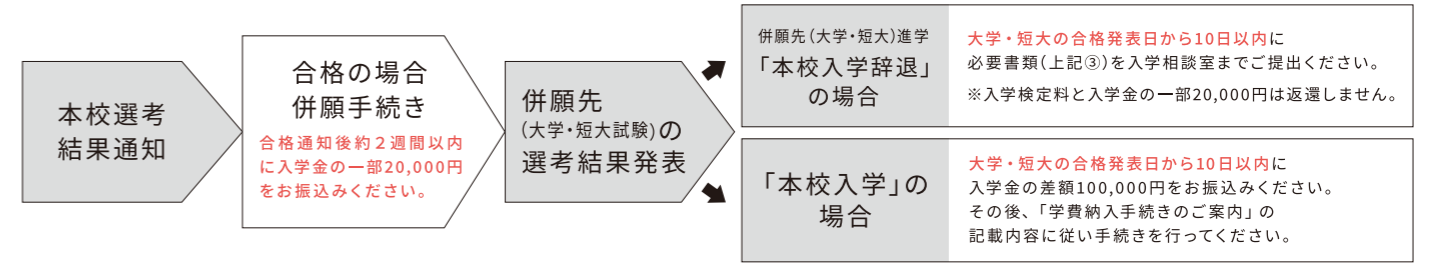 本校選考
結果通知
合格の場合
併願手続き
合格通知後約2週間以内
に入学金の一部20,000円
をお振込みください。
併願先
(大学・短大試験)の
選考結果発表
併願先(大学・短大)進学
「本校入学辞退」
の場合
大学・短大の合格発表日から10日以内に
必要書類(上記③)を入学相談室までご提出ください。
※入学検定料と入学金の一部20,000円は返還しません。
「本校入学」の
場合
大学・短大の合格発表日から10日以内に
入学金の差額100,000円をお振込みください。
その後、「学費納入手続きのご案内」の
記載内容に従い手続きを行ってください。